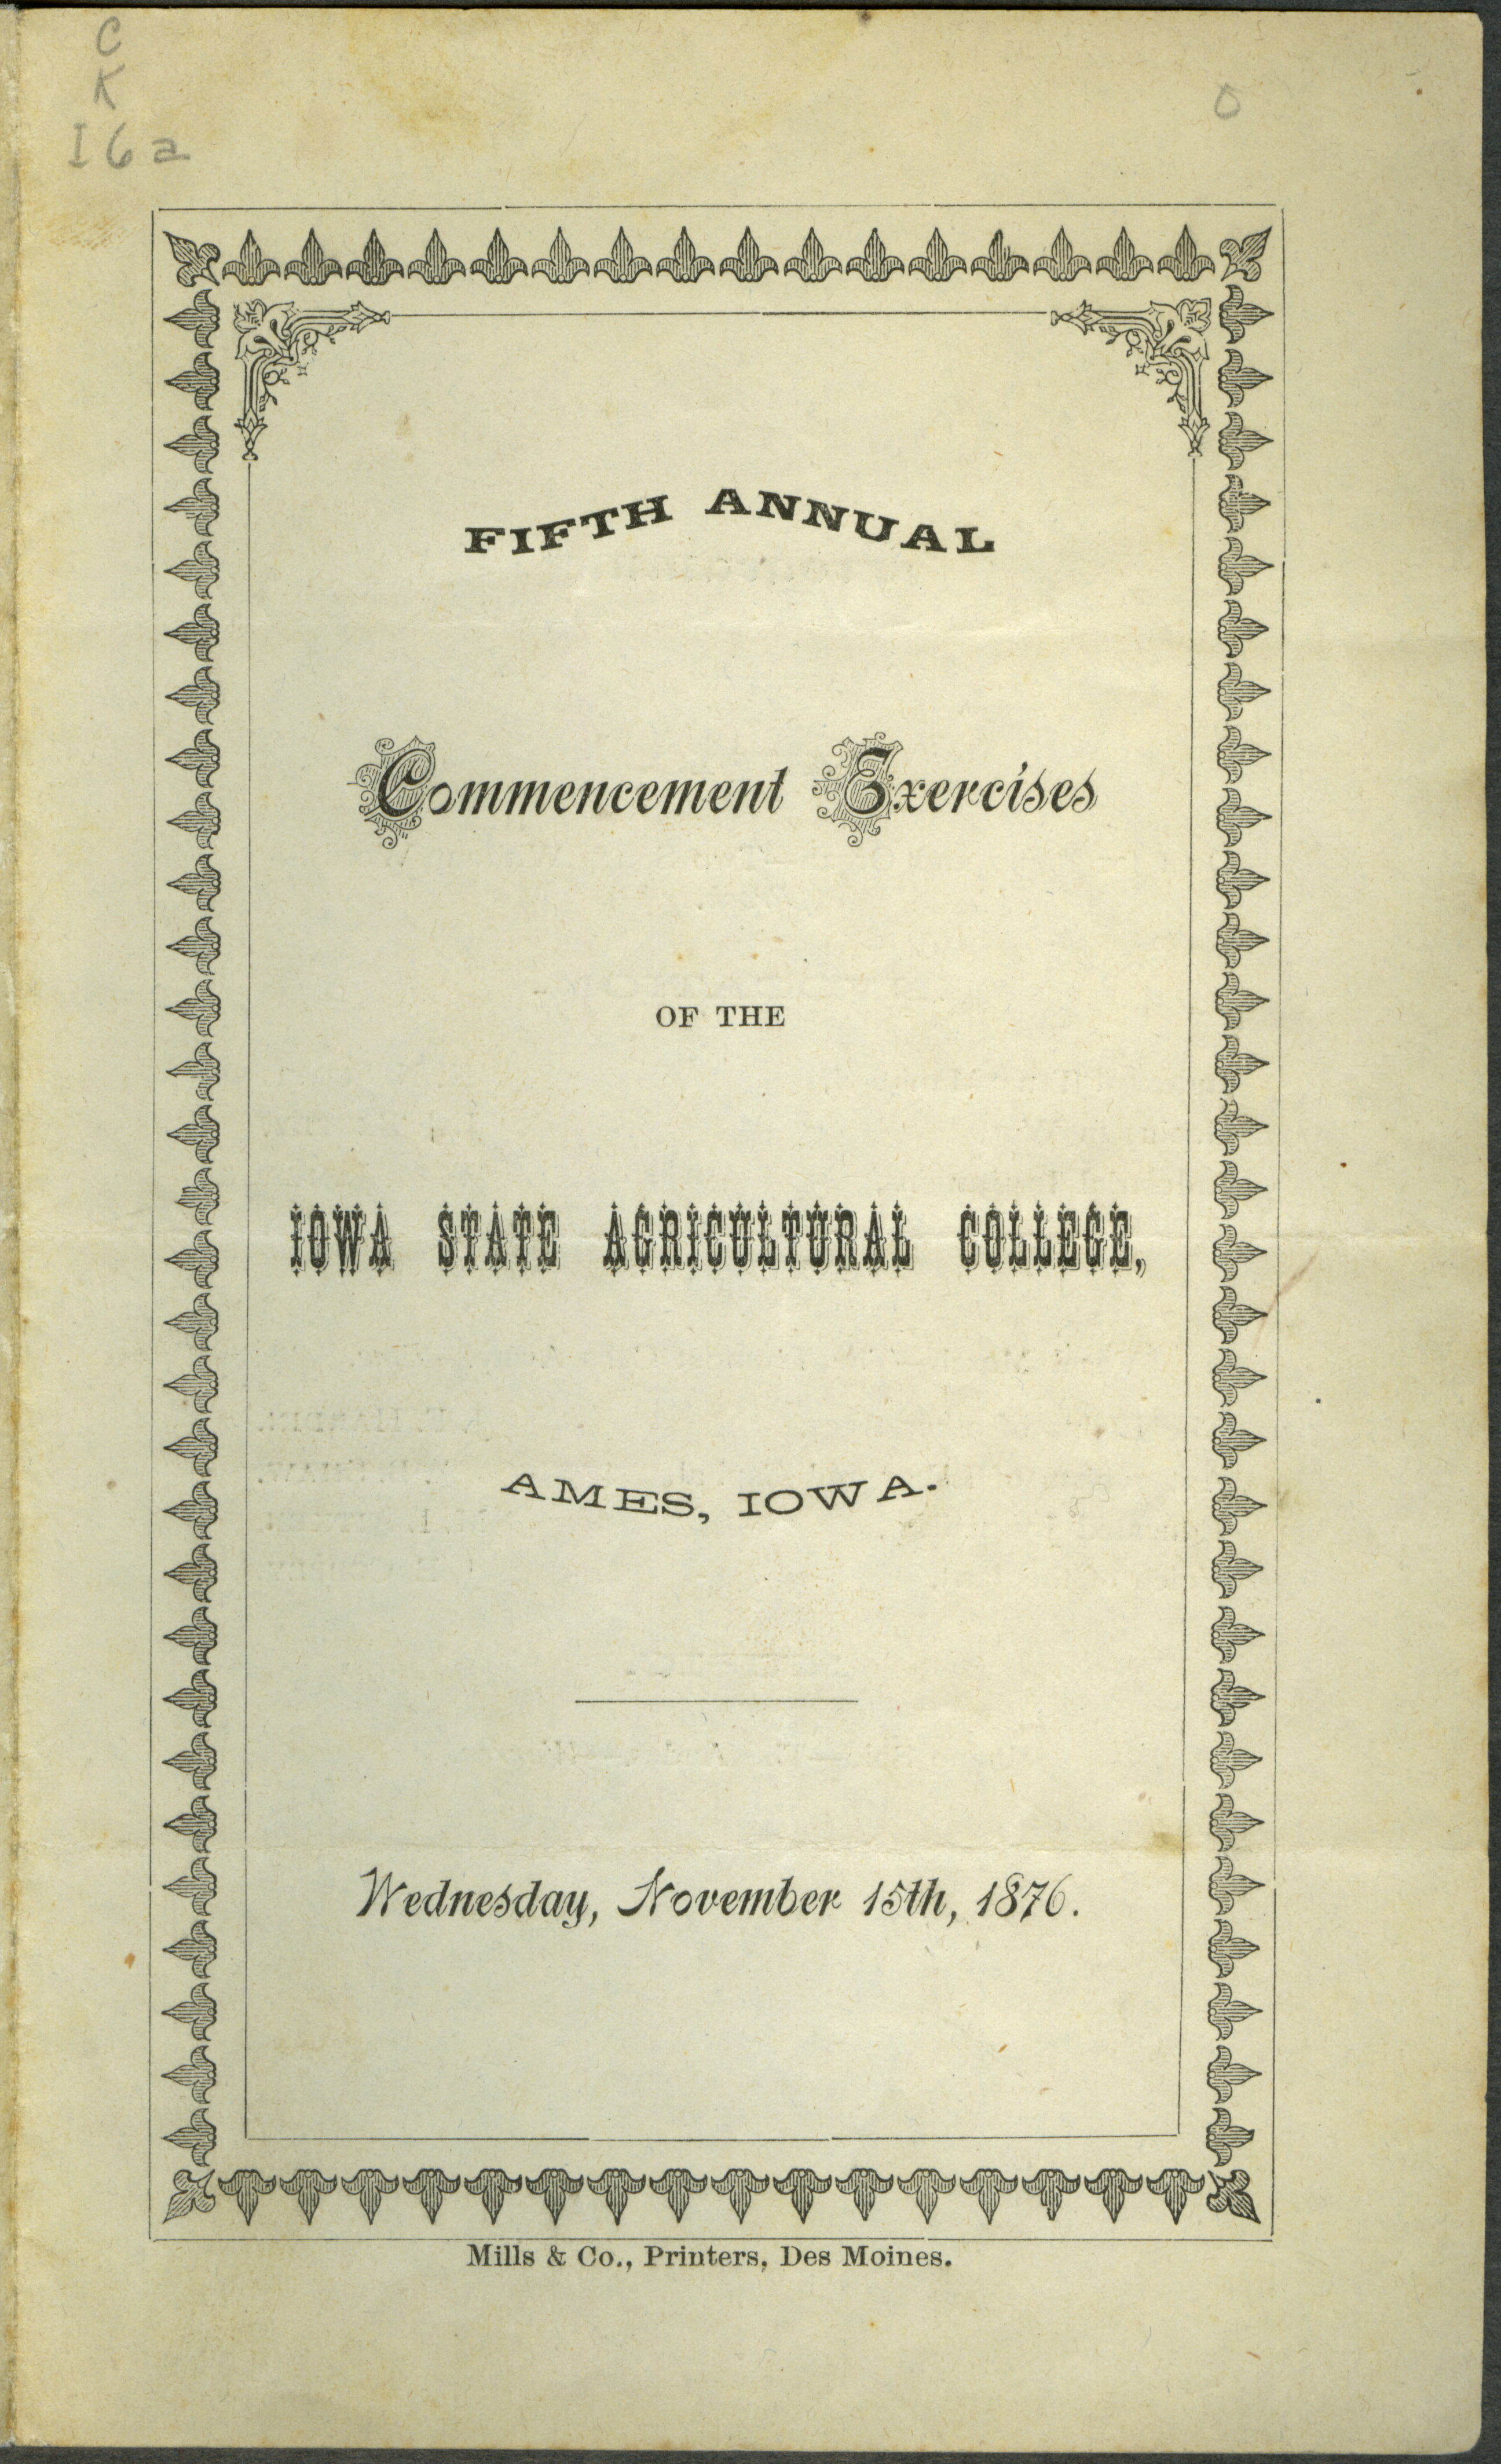 C
K
I6a
O
FIFTH ANNUAL
Commencement Exercises
OF THE
IOWA STATE AGRICULTURAL COLLEGE,
AMES, IOWA.
Wednesday, November 15th, 1876.
Mills & Co., Printers, Des Moines.